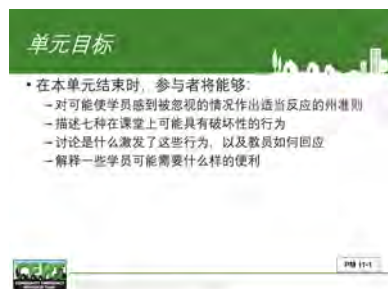 单元目标
• 在本单元结束时，参与者将能够：
– 对可能使学员感到被忽视的情况作出适当反应的州准则
– 描述七种在课堂上可能具有破坏性的行为
– 讨论是什么激发了这些行为，以及教员如何回应
– 解释一些学员可能需要什么样的便利
PM 11-1